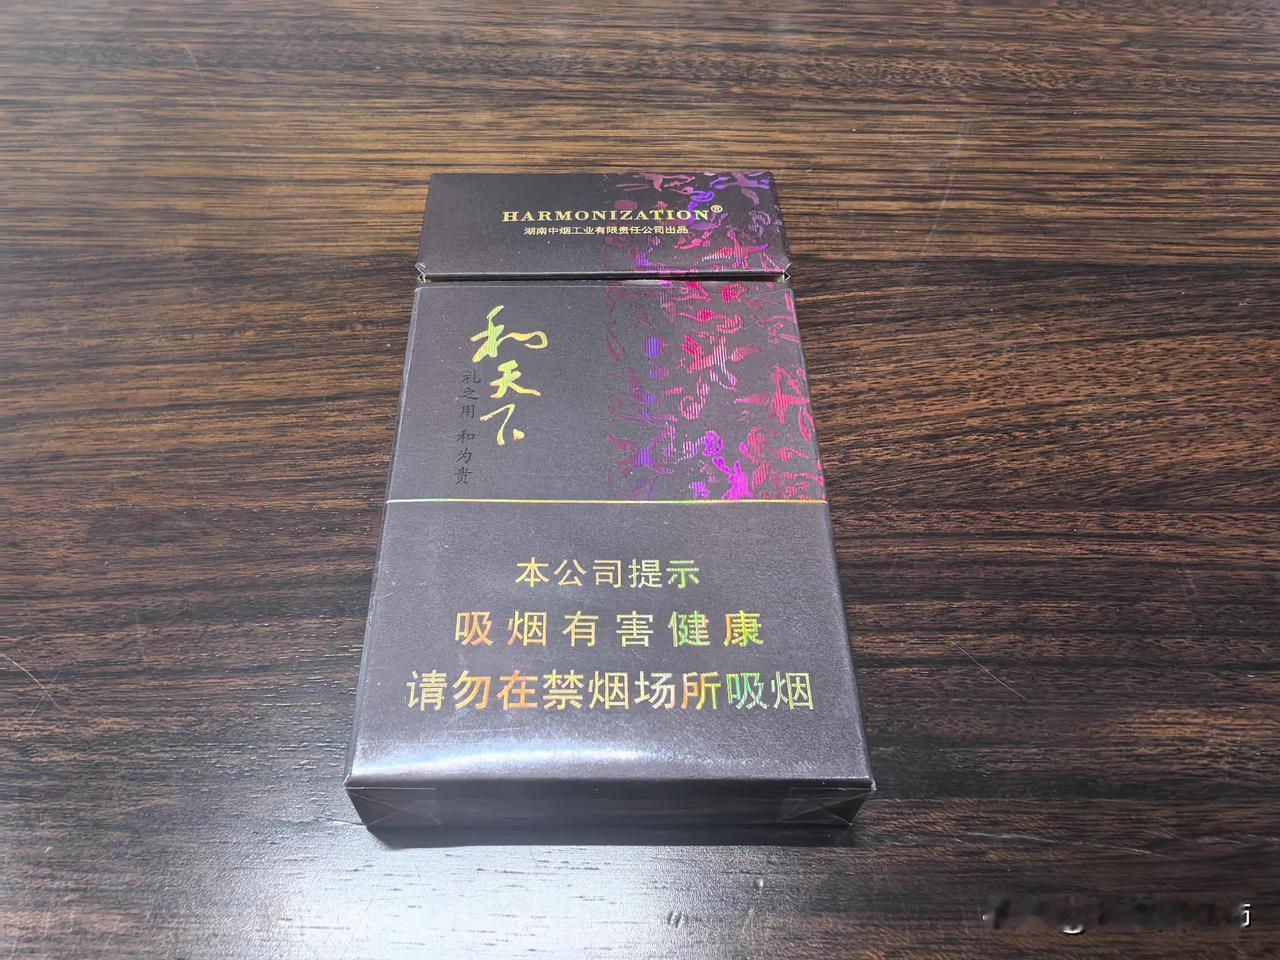 HARMONIZATION®
湖南中烟工业有限责任公司出品
和天下
礼之用 和为贵
本公司提示
吸烟有害健康
请勿在禁烟场所吸烟